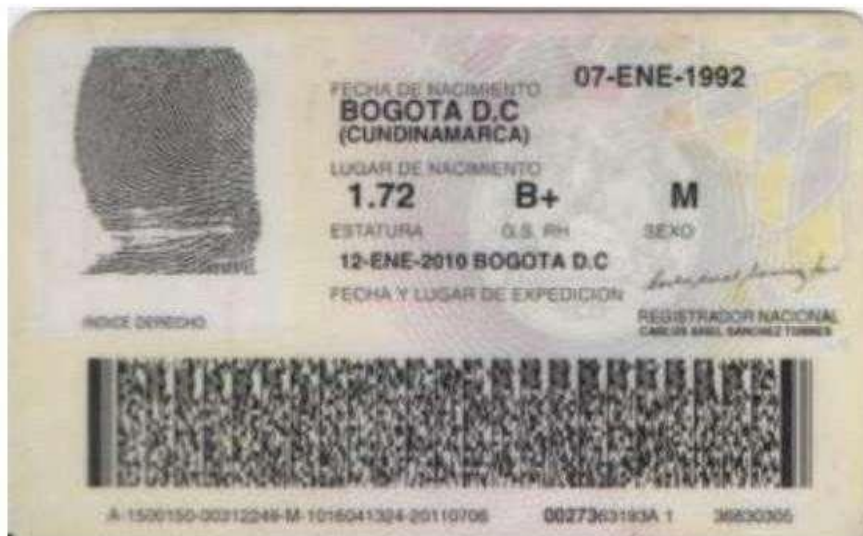 07-ENE-1992
FECHA DE NACIMIENTO
BOGOTA D.C
(CUNDINAMARCA)
LUGAR DE NACIMIENTO
1.72 B+ M
ESTATURA G.S. RH SEXO
12-ENE-2010 BOGOTA D.C
FECHA Y LUGAR DE EXPEDICION
INDICE DERECHO
REGISTRADOR NACIONAL
CARLOS ARIEL SANCHEZ TORRES
A-1500150-00312249-M-1016041324-20110706 0027363193A 1 36830305